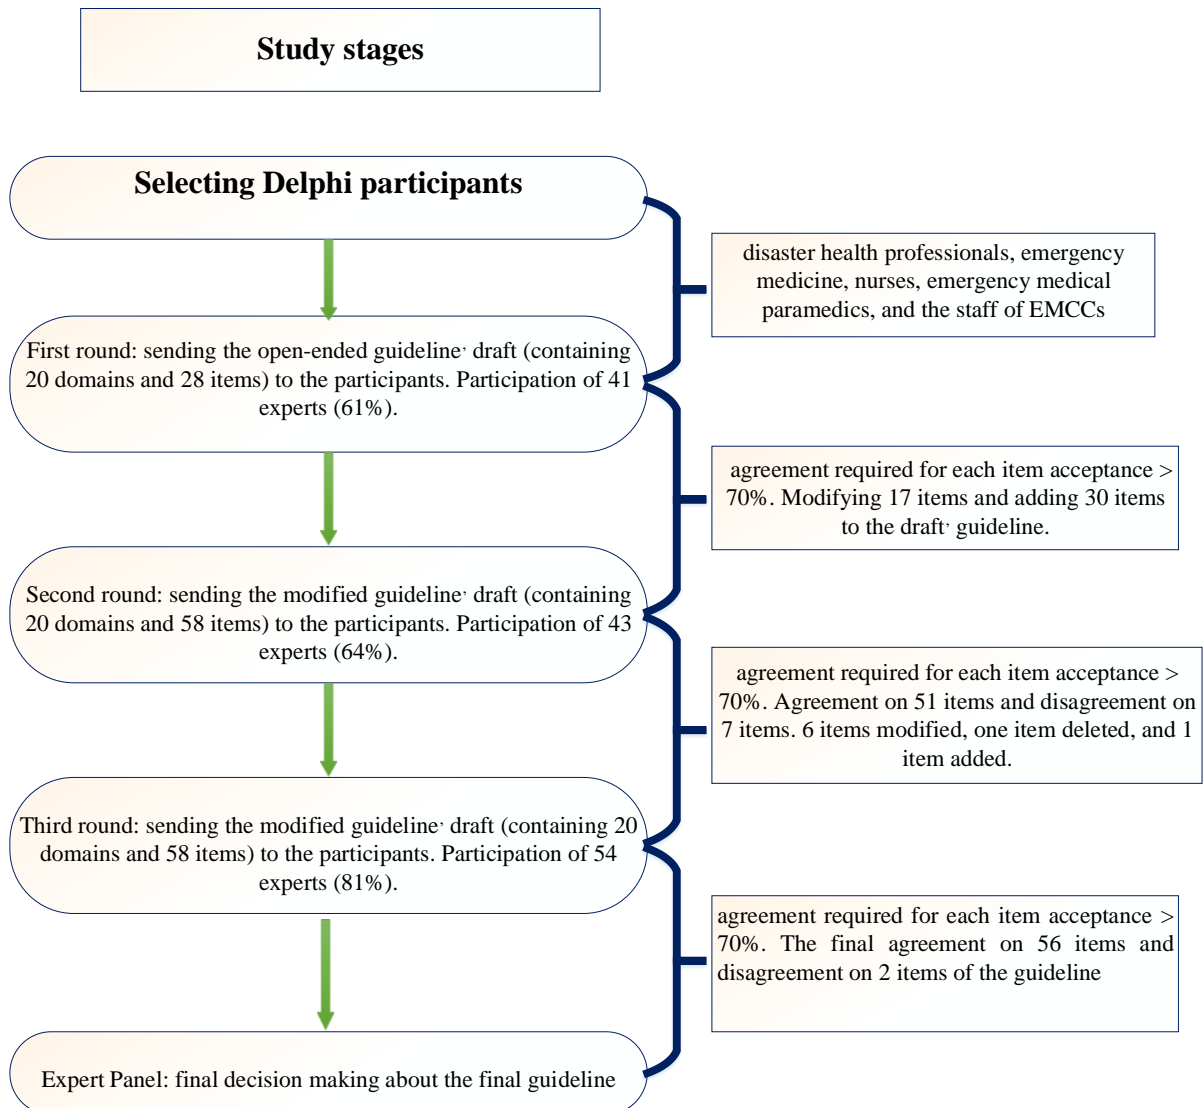 Study stages
Selecting Delphi participants
disaster health professionals, emergency
medicine, nurses, emergency medical
paramedics, and the staff of EMCCs
First round: sending the open-ended guideline, draft (containing
20 domains and 28 items) to the participants. Participation of 41
experts (61%).
agreement required for each item acceptance >
70%. Modifying 17 items and adding 30 items
to the draft, guideline.
Second round: sending the modified guideline, draft (containing
20 domains and 58 items) to the participants. Participation of 43
experts (64%).
agreement required for each item acceptance >
70%. Agreement on 51 items and disagreement on
7 items. 6 items modified, one item deleted, and 1
item added.
Third round: sending the modified guideline, draft (containing 20
domains and 58 items) to the participants. Participation of 54
experts (81%).
agreement required for each item acceptance >
70%. The final agreement on 56 items and
disagreement on 2 items of the guideline
Expert Panel: final decision making about the final guideline